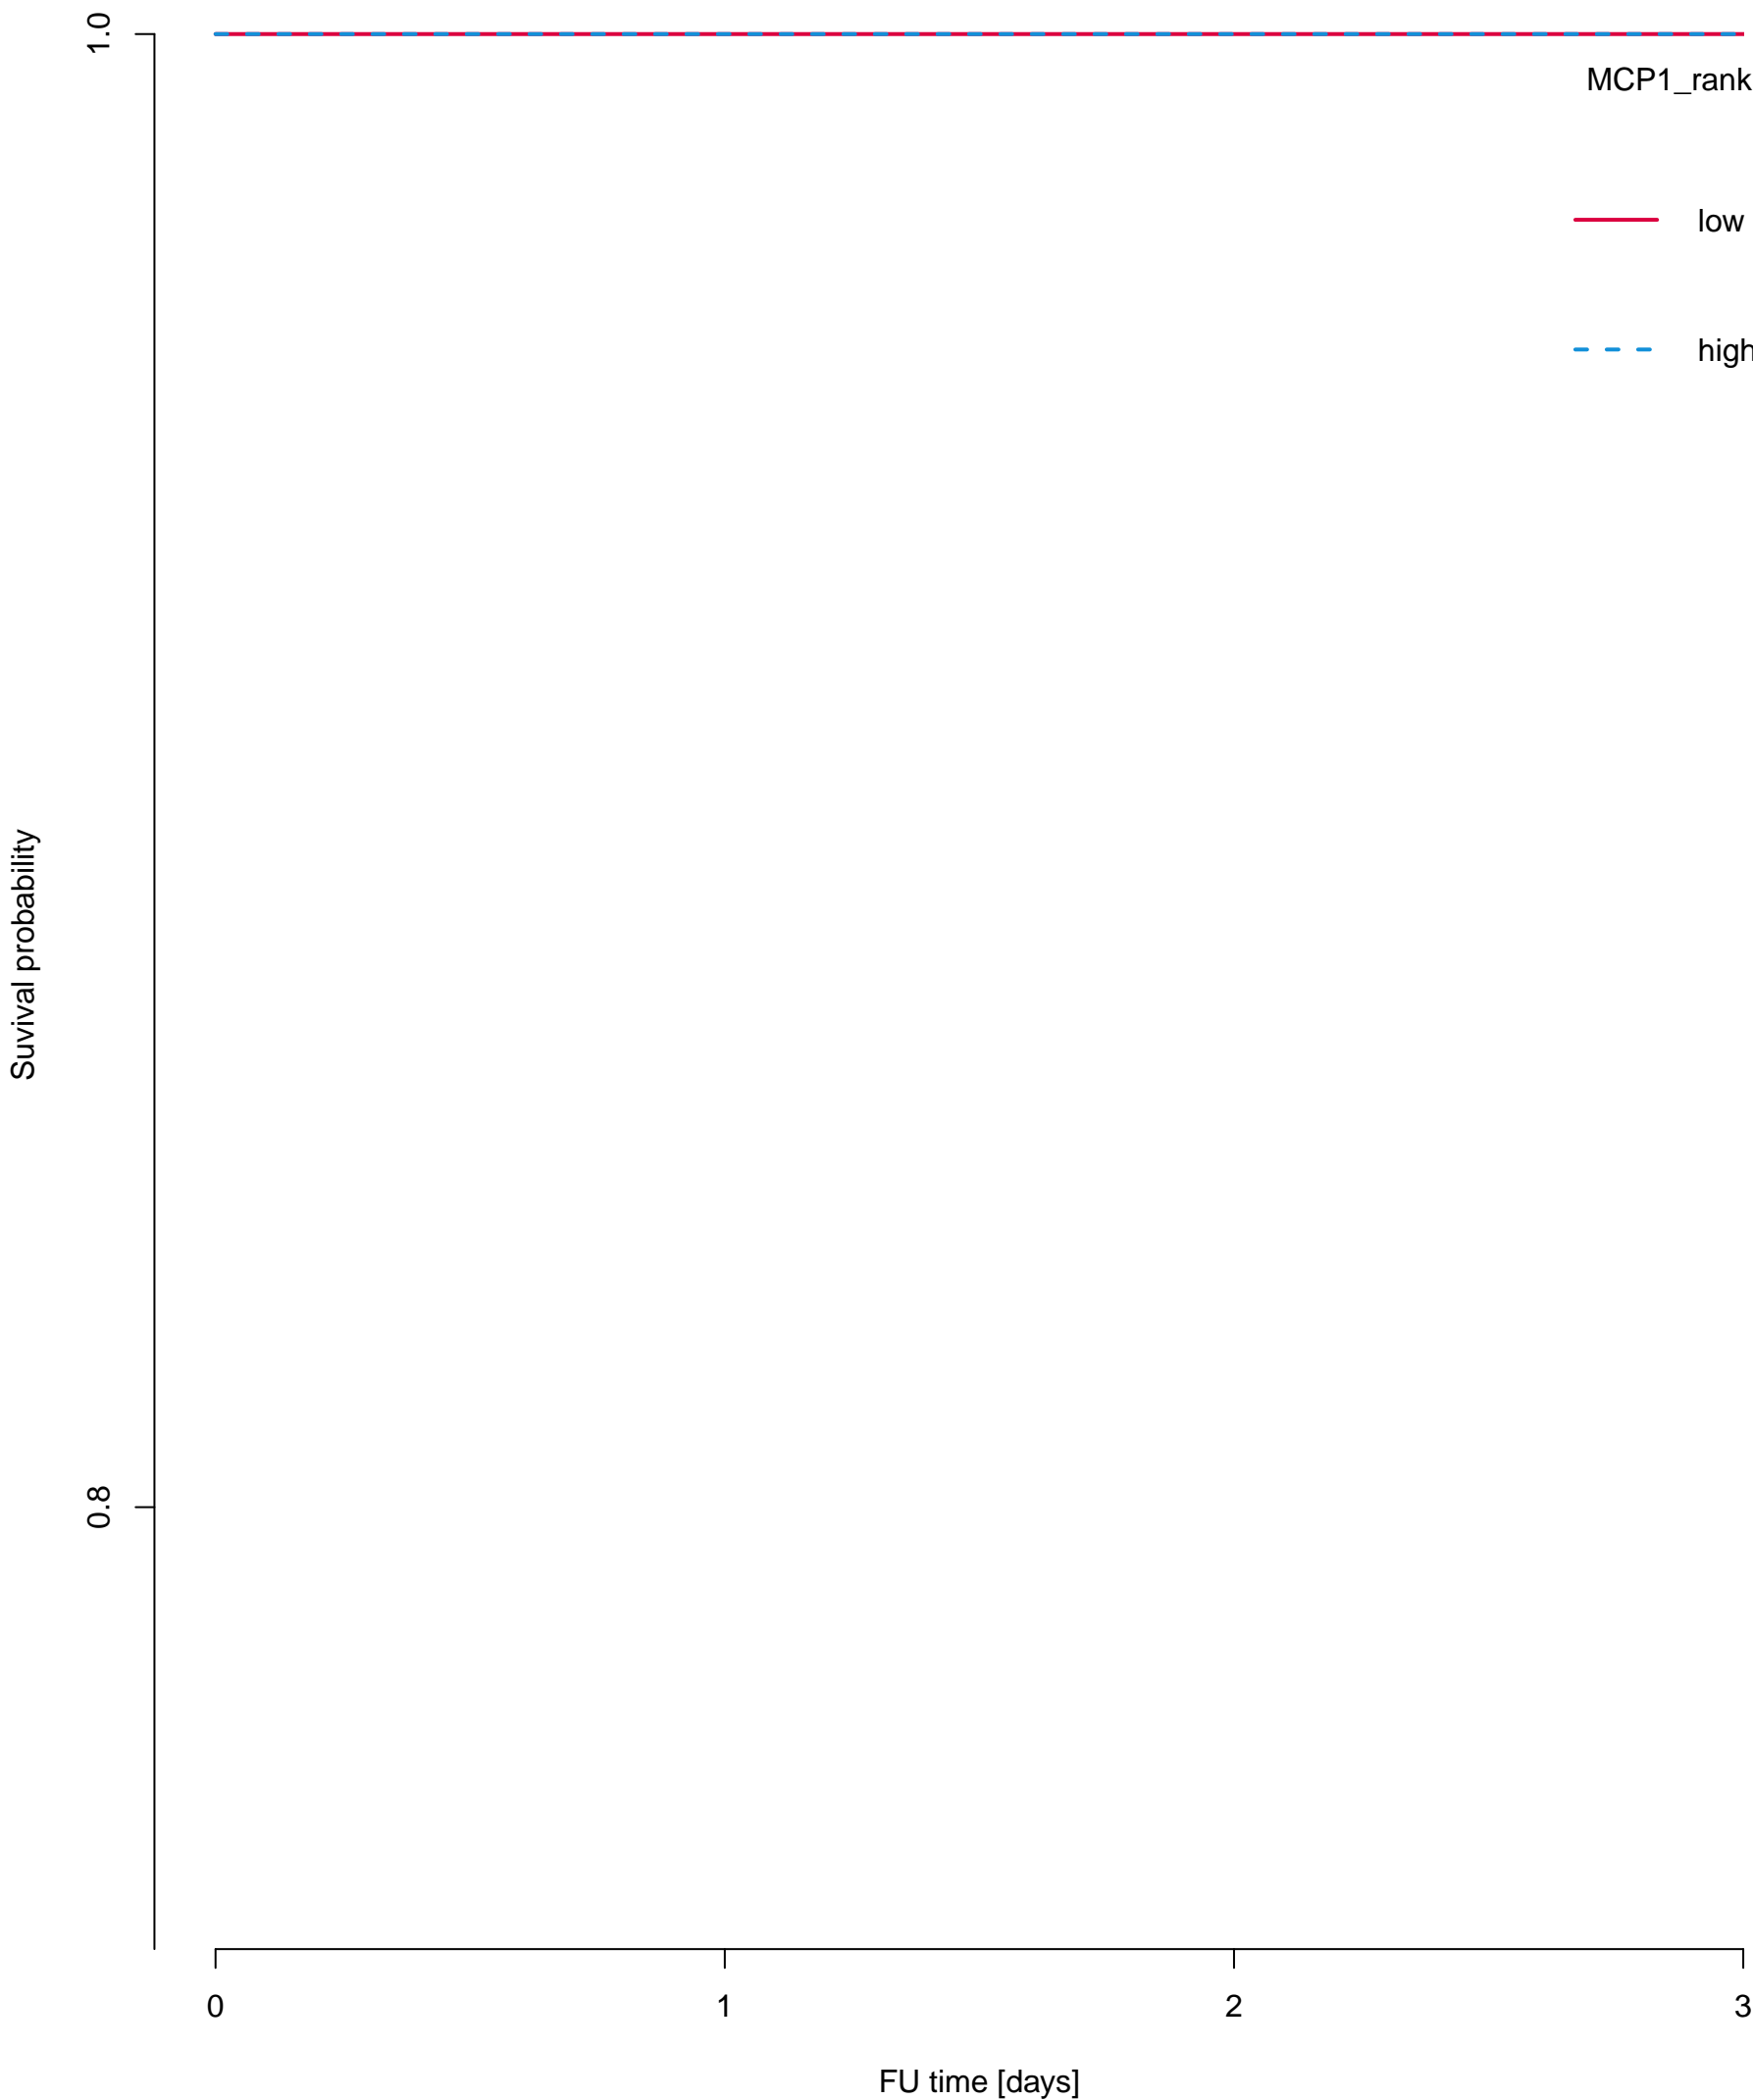 1.0
MCP1_rank
low
high
Suvival probability
0.8
0
1
2
3
FU time [days]